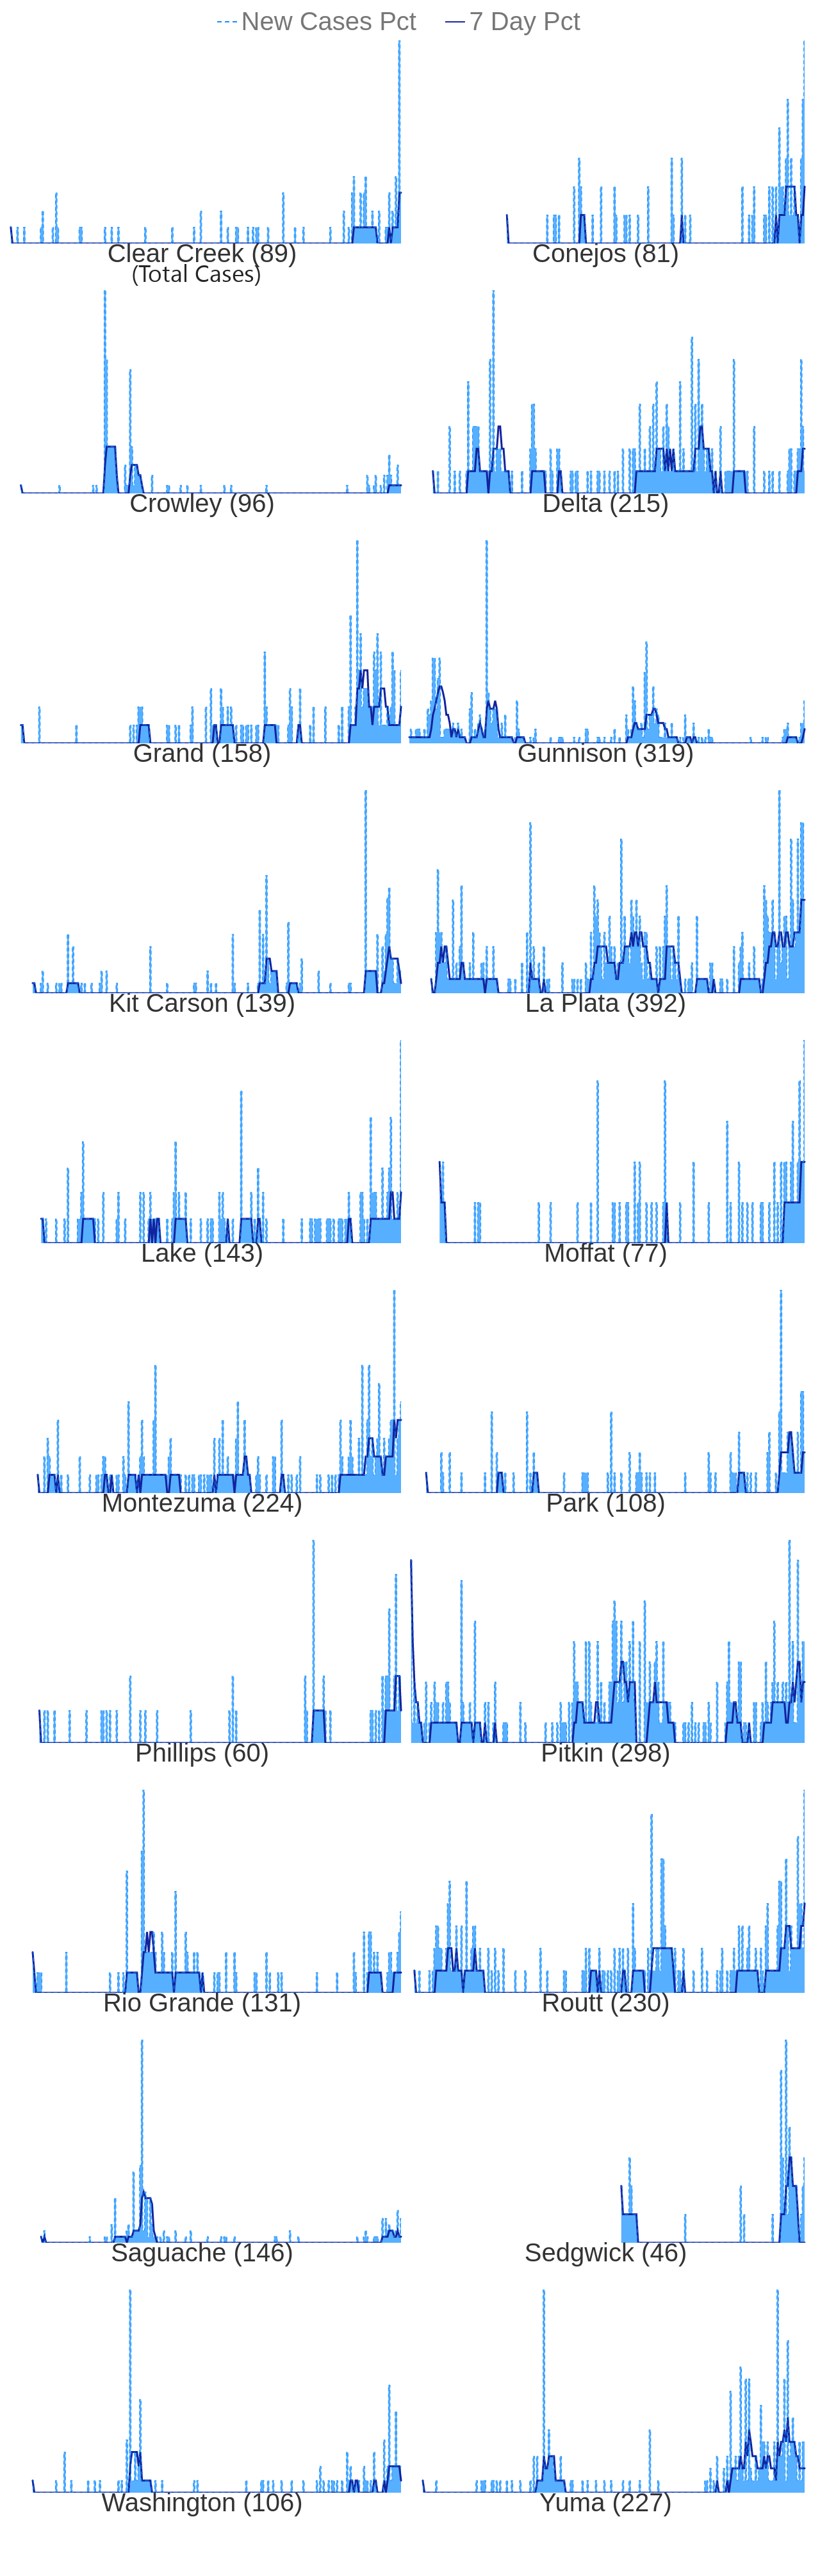 New Cases Pct 7 Day Pct
Clear Creek (89) Conejos (81)
(Total Cases)
Crowley (96) Delta (215)
Grand (158) Gunnison (319)
Kit Carson (139) La Plata (392)
Lake (143) Moffat (77)
Montezuma (224) Park (108)
Phillips (60) Pitkin (298)
Rio Grande (131) Routt (230)
Saguache (146) Sedgwick (46)
Washington (106) Yuma (227)